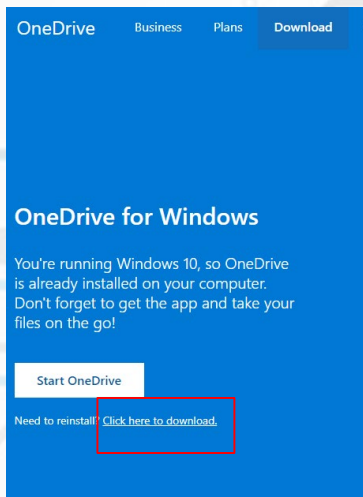 OneDrive Business Plans Download
OneDrive for Windows
You're running Windows 10, so OneDrive
is already installed on your computer.
Don't forget to get the app and take your
files on the go!
Start OneDrive
Need to reinstall? Click here to download.